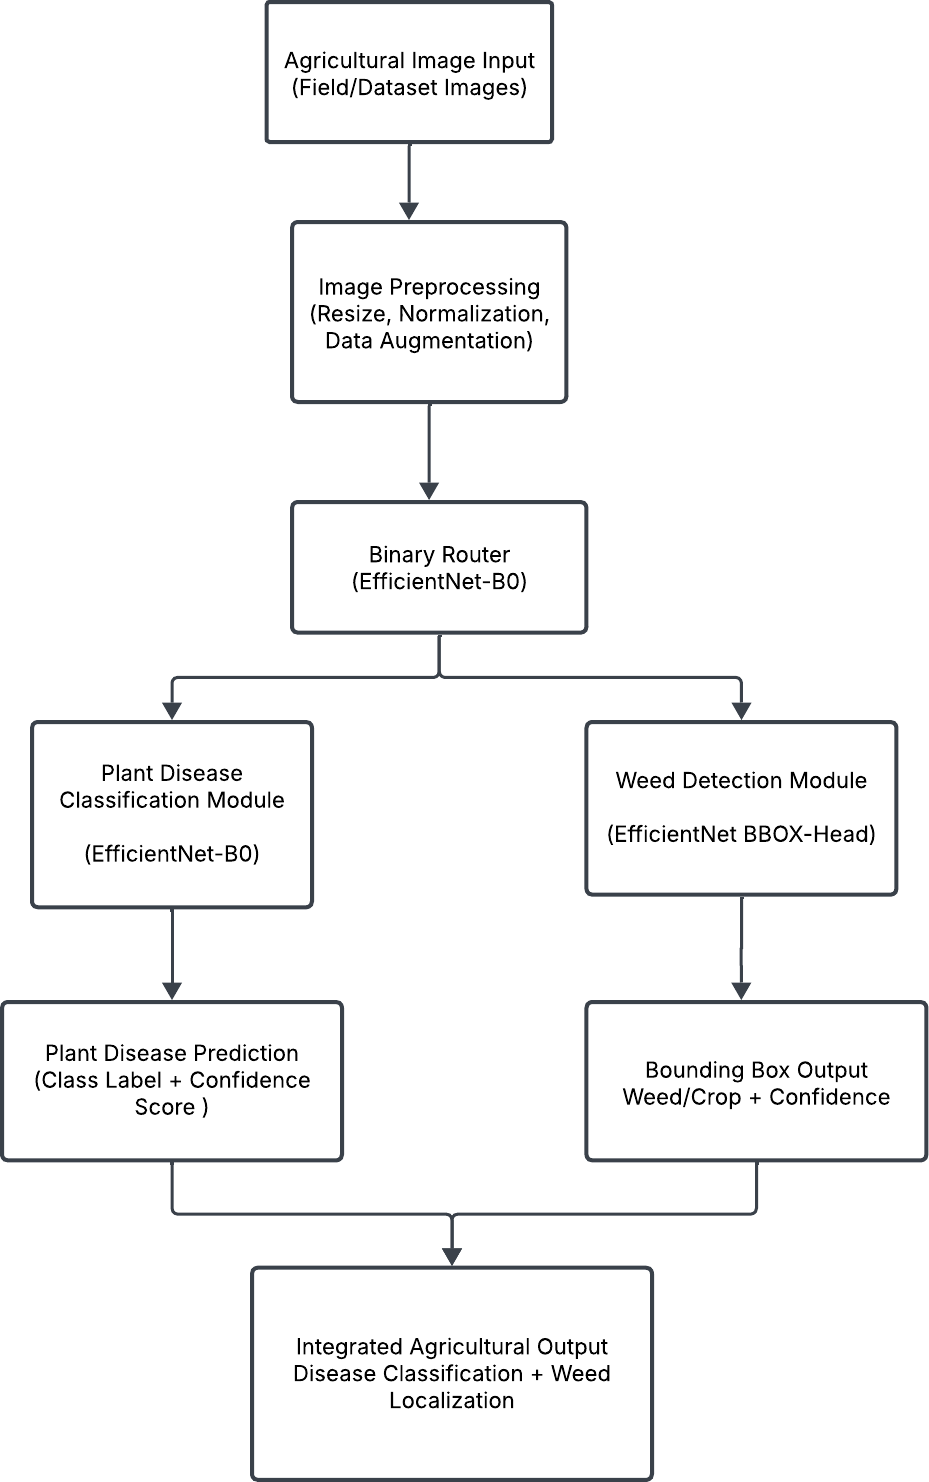 Agricultural Image Input
(Field/Dataset Images)
Image Preprocessing
(Resize, Normalization,
Data Augmentation)
Binary Router
(EfficientNet-B0)
Plant Disease
Classification Module
(EfficientNet-B0)
Weed Detection Module
(EfficientNet BBOX-Head)
Plant Disease Prediction
(Class Label + Confidence
Score )
Bounding Box Output
Weed/Crop + Confidence
Integrated Agricultural Output
Disease Classification + Weed
Localization